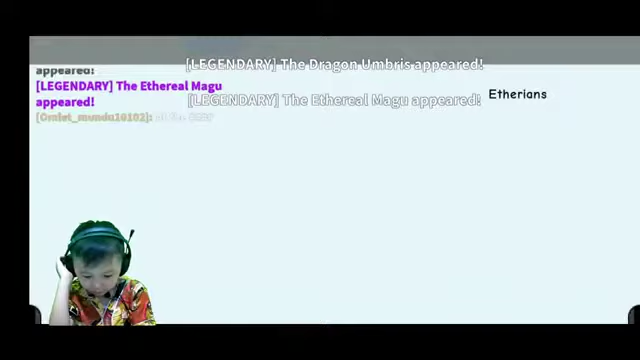 [LEGENDARY] The Dragon Umbris appeared!
appeared!
[LEGENDARY] The Ethereal Magu
appeared!
[LEGENDARY] The Ethereal Magu appeared!
Etherians